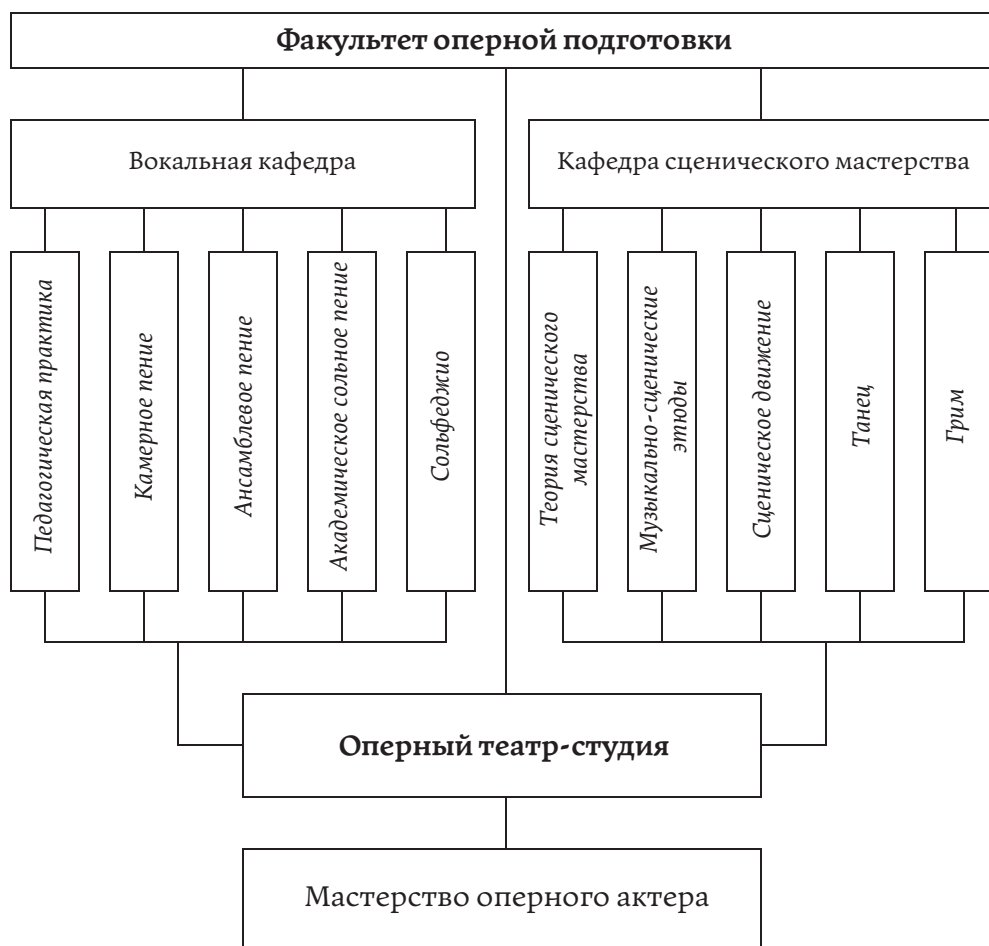 Факультет оперной подготовки
Вокальная кафедра
Кафедра сценического мастерства
Педагогическая практика
Камерное пение
Ансамблевое пение
Академическое сольное пение
Сольфеджио
Теория сценического
мастерства
Музыкально-сценические
этюды
Сценическое движение
Танец
Грим
Оперный театр-студия
Мастерство оперного актера